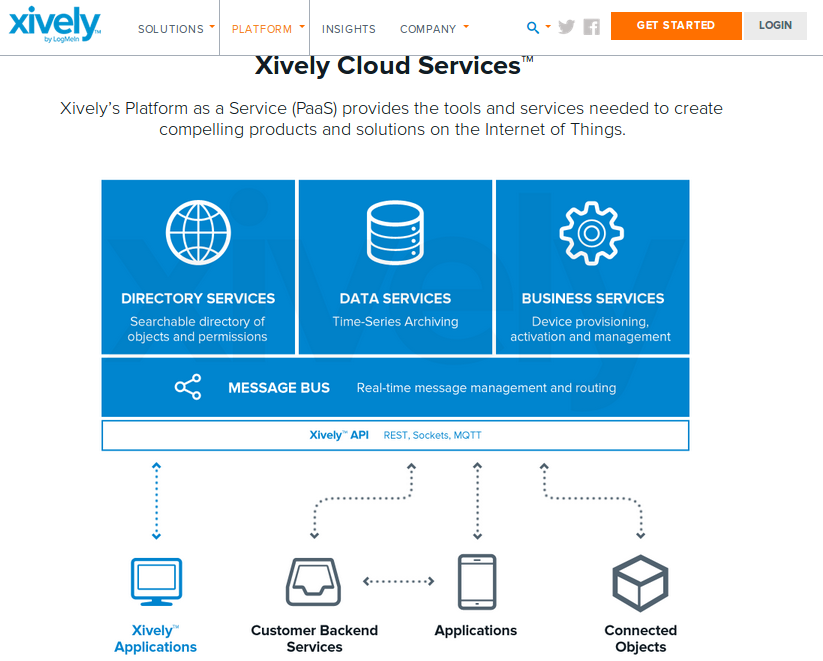 xively™
by LogMeIn
SOLUTIONS
PLATFORM
INSIGHTS
COMPANY
GET STARTED
LOGIN
Xively Cloud Services™
Xively’s Platform as a Service (PaaS) provides the tools and services needed to create
compelling products and solutions on the Internet of Things.
xively
DIRECTORY SERVICES
Searchable directory of
objects and permissions
DATA SERVICES
Time-Series Archiving
BUSINESS SERVICES
Device provisioning,
activation and management
MESSAGE BUS Real-time message management and routing
Xively™ API REST, Sockets, MQTT
Xively™
Applications
Customer Backend
Services
Applications
Connected
Objects